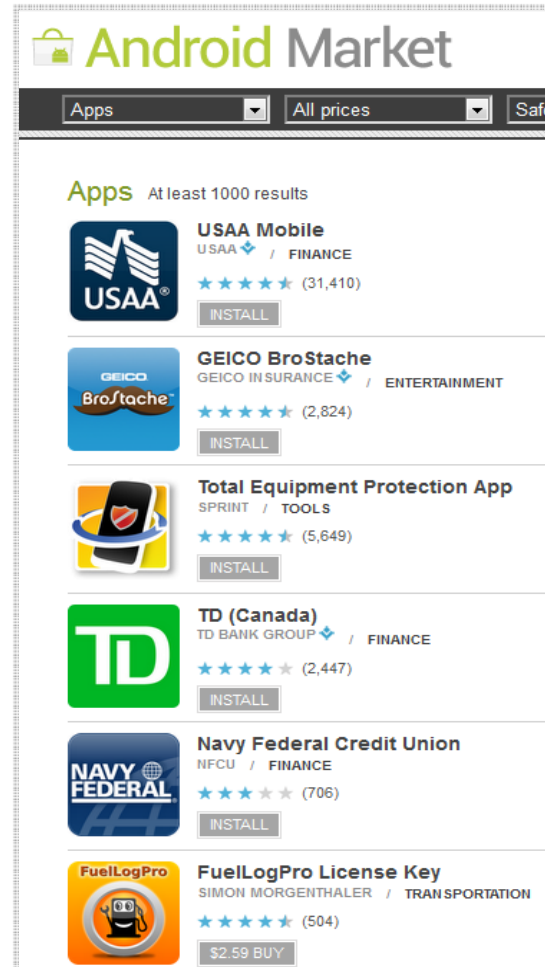 Android Market
Apps All prices Safe
Apps At least 1000 results
USAA®
USAA Mobile
USAA / FINANCE
(31,410)
INSTALL
GEICO
BroStache™
GEICO BroStache
GEICO INSURANCE / ENTERTAINMENT
(2,824)
INSTALL
Total Equipment Protection App
SPRINT / TOOLS
(5,649)
INSTALL
TD
TD (Canada)
TD BANK GROUP / FINANCE
(2,447)
INSTALL
NAVY
FEDERAL
Navy Federal Credit Union
NFCU / FINANCE
(706)
INSTALL
FuelLogPro
FuelLogPro License Key
SIMON MORGENTHALER / TRANSPORTATION
(504)
$2.59 BUY